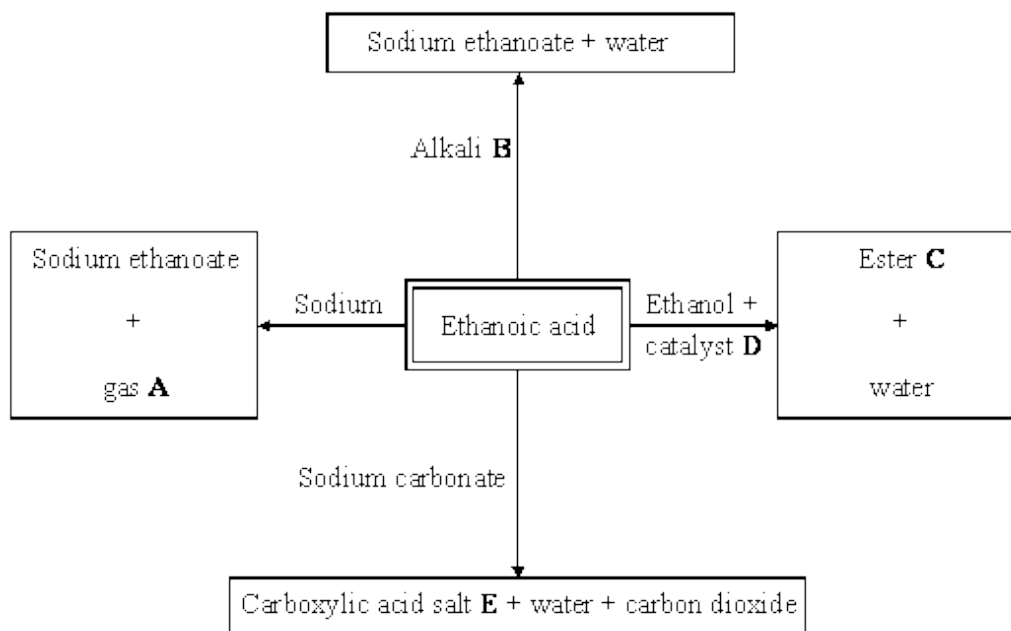 Sodium ethanoate + water
Alkali B
Sodium ethanoate
+
gas A
Sodium
Ethanoic acid
Ethanol +
catalyst D
Ester C
+
water
Sodium carbonate
Carboxylic acid salt E + water + carbon dioxide